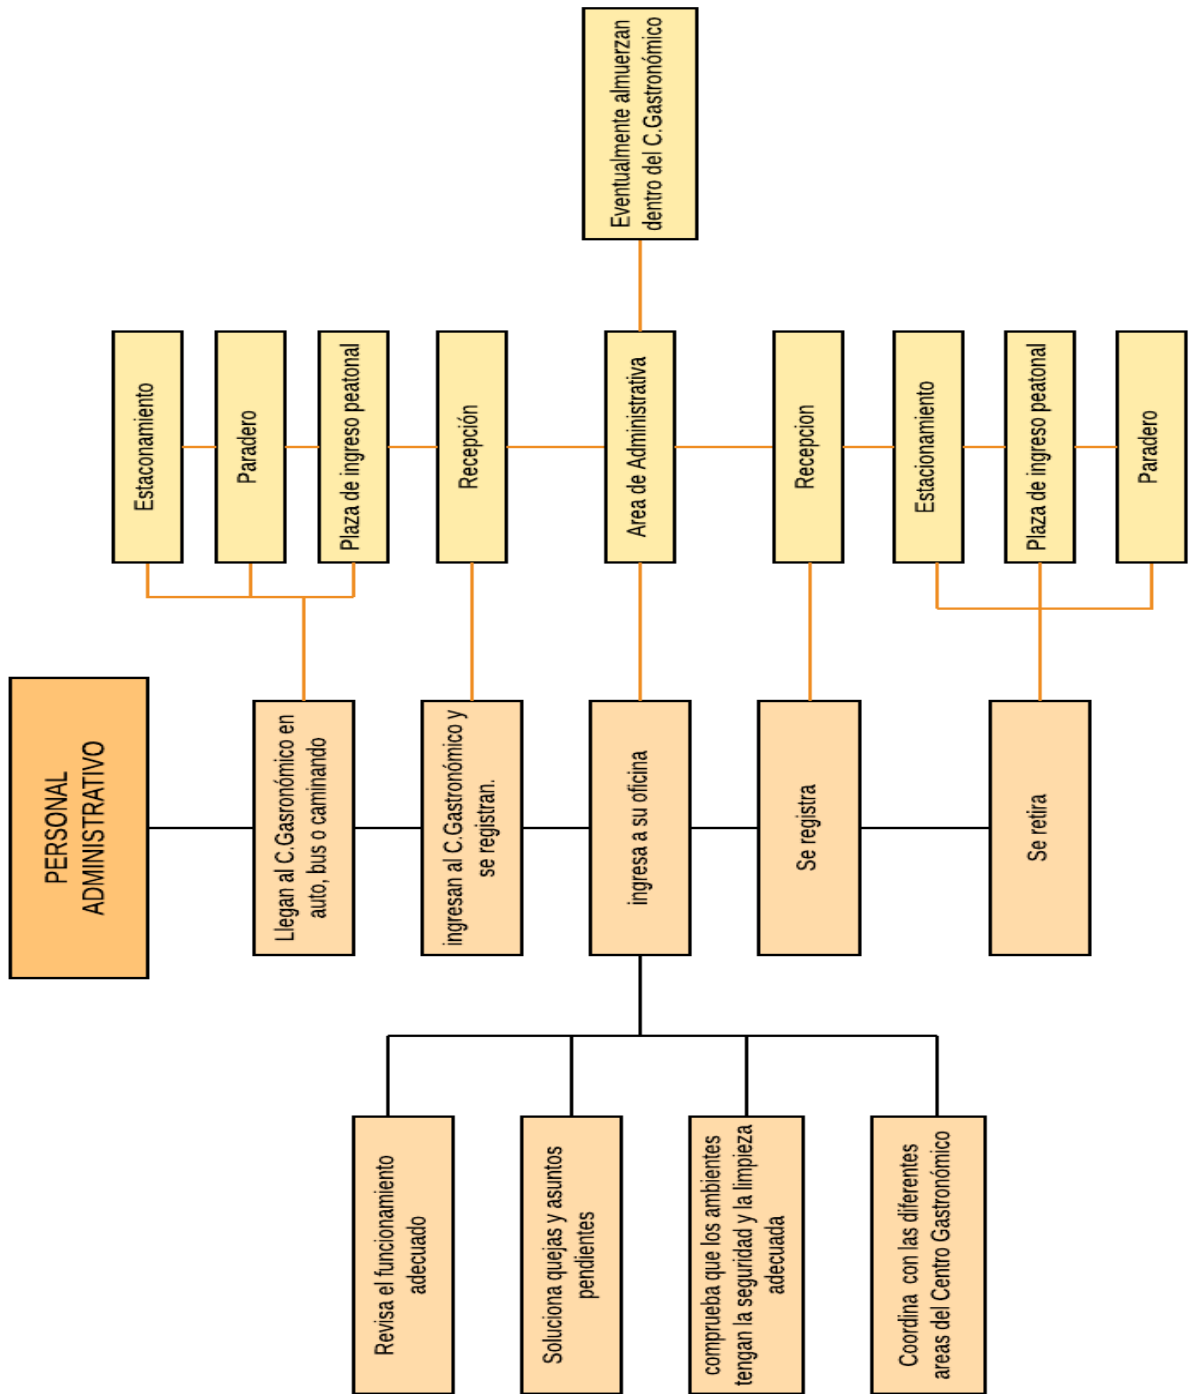 PERSONAL
ADMINISTRATIVO
Llegan al C.Gasronómico en
auto, bus o caminando
ingresan al C.Gastronómico y
se registran.
ingresa a su oficina
Se registra
Se retira
Estaconamiento
Paradero
Plaza de ingreso peatonal
Recepción
Area de Administrativa
Recepcion
Estacionamiento
Plaza de ingreso peatonal
Paradero
Eventualmente almuerzan
dentro del C.Gastronómico
Revisa el funcionamiento
adecuado
Soluciona quejas y asuntos
pendientes
comprueba que los ambientes
tengan la seguridad y la limpieza
adecuada
Coordina con las diferentes
areas del Centro Gastronómico